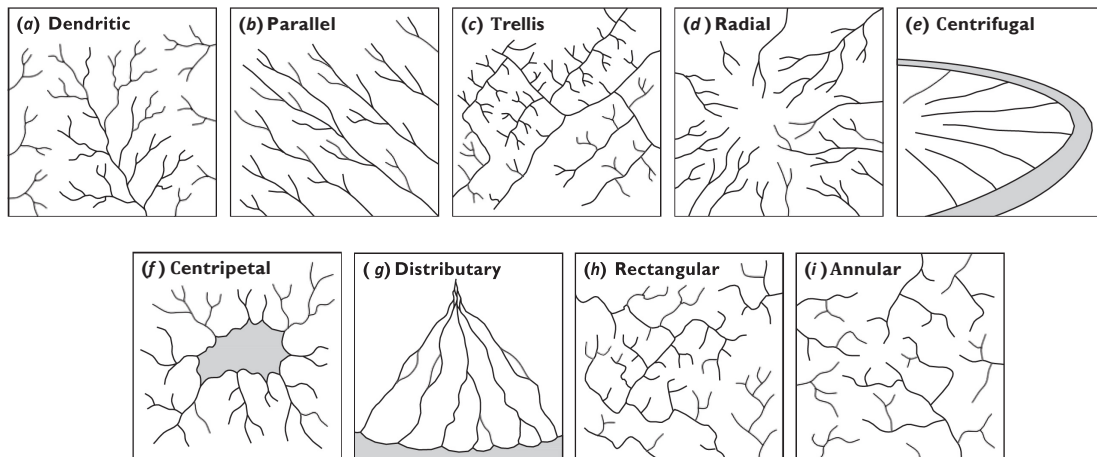 (a) Dendritic
(b) Parallel
(c) Trellis
(d) Radial
(e) Centrifugal
(f) Centripetal
(g) Distributary
(h) Rectangular
(i) Annular